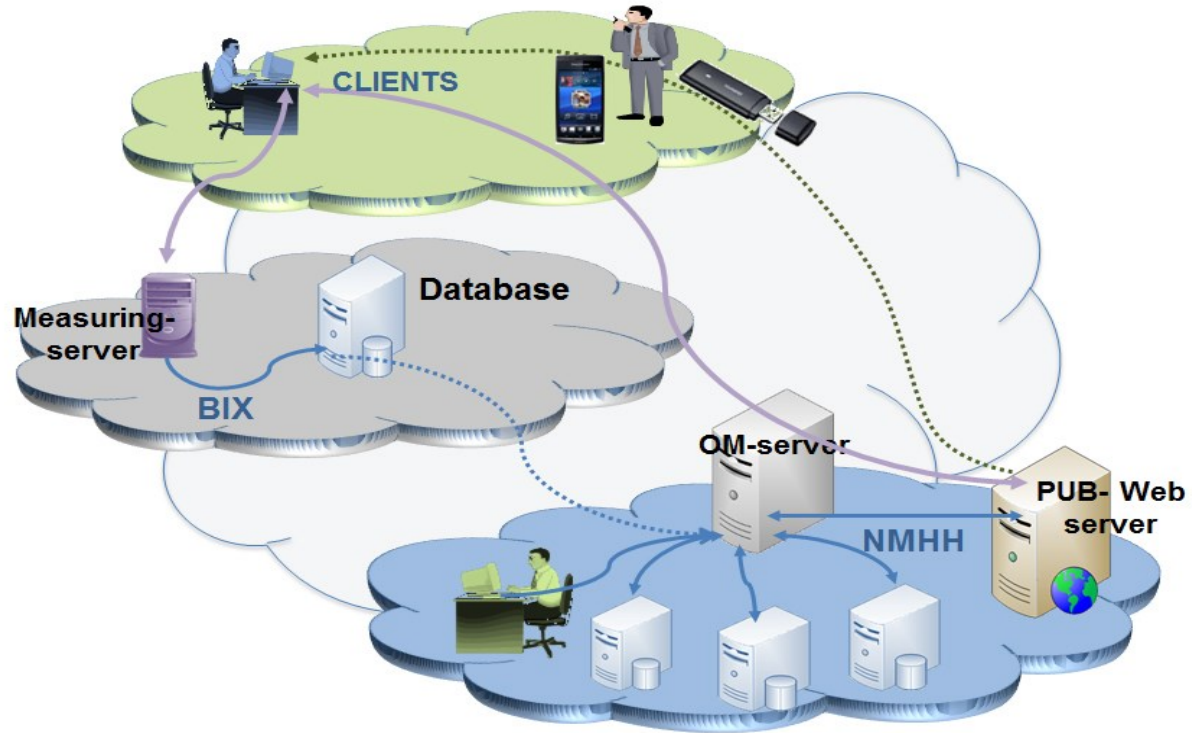 CLIENTS
Database
Measuring-
server
BIX
OM-server
PUB- Web
server
NMHH